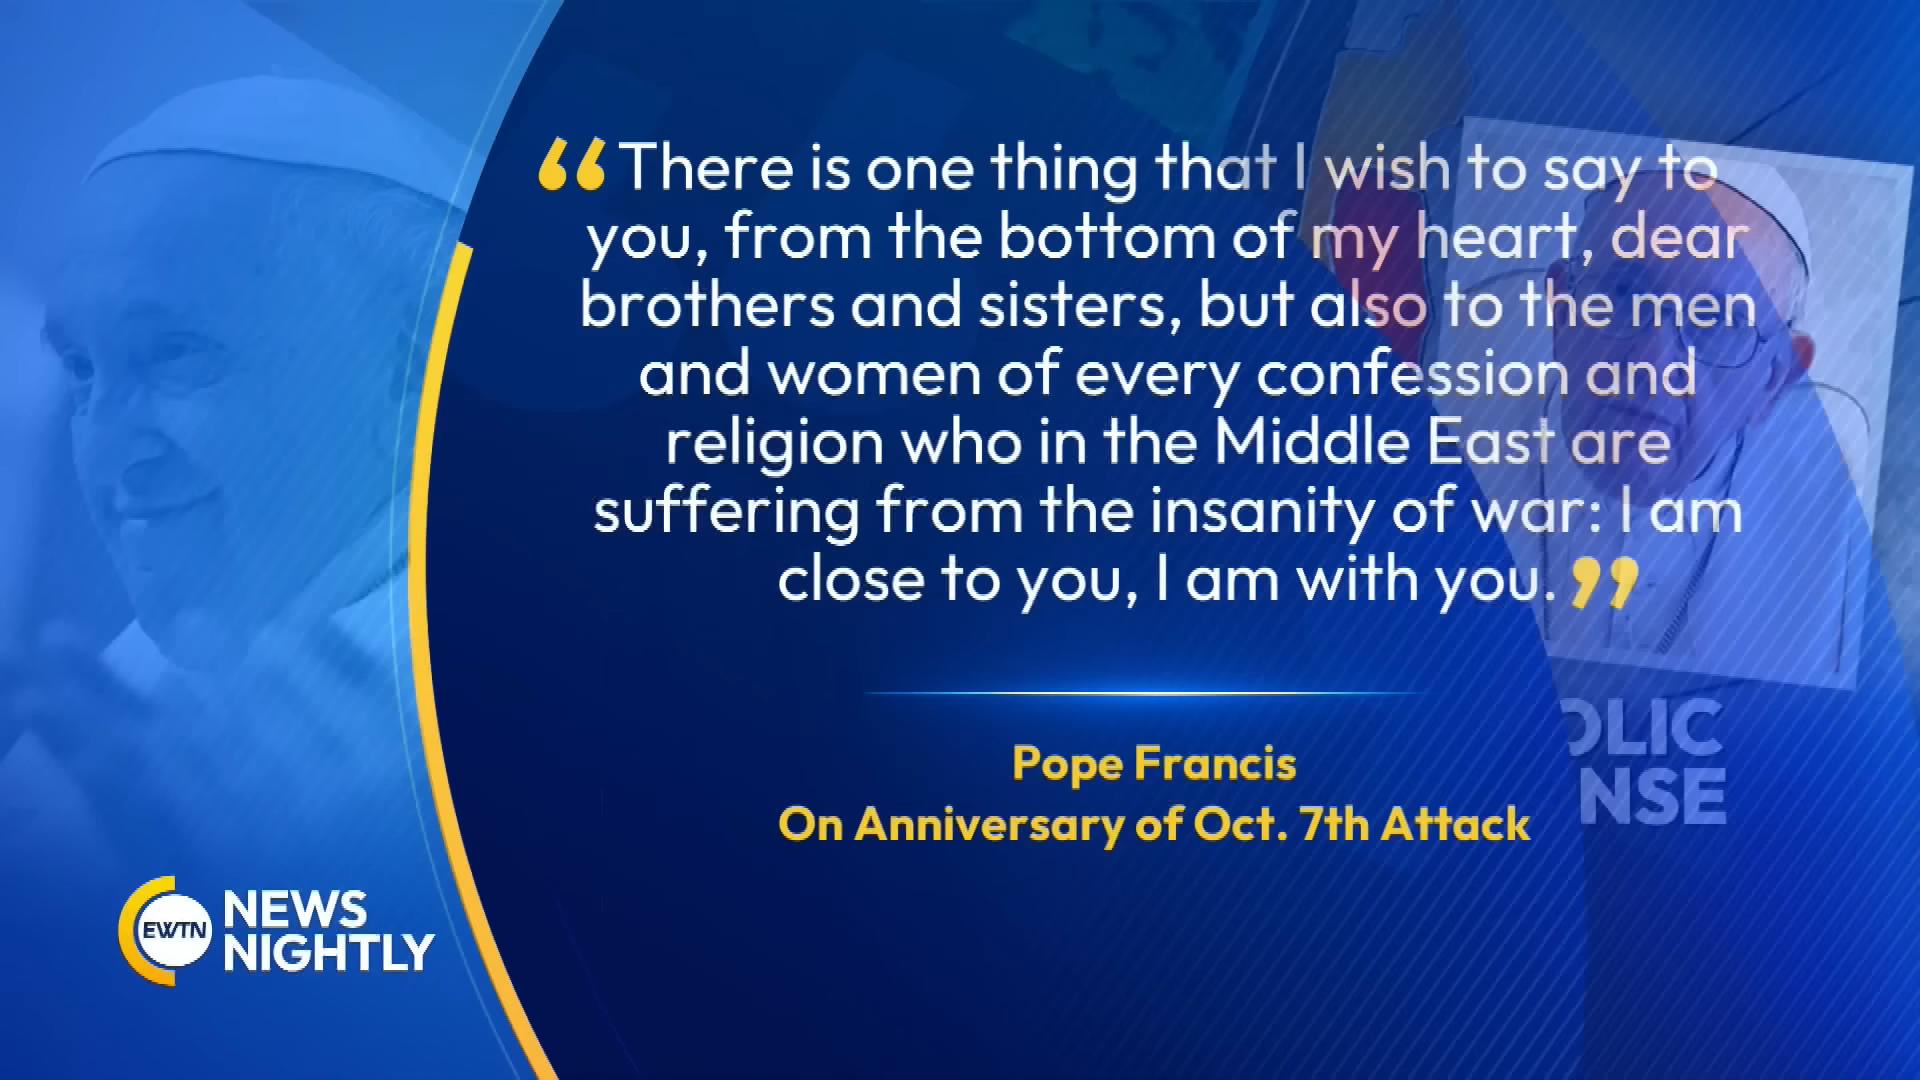 “There is one thing that I wish to say to
you, from the bottom of my heart, dear
brothers and sisters, but also to the men
and women of every confession and
religion who in the Middle East are
suffering from the insanity of war: I am
close to you, I am with you.”
Pope Francis
On Anniversary of Oct. 7th Attack
OLIC
NSE
EWTN
NEWS
NIGHTLY